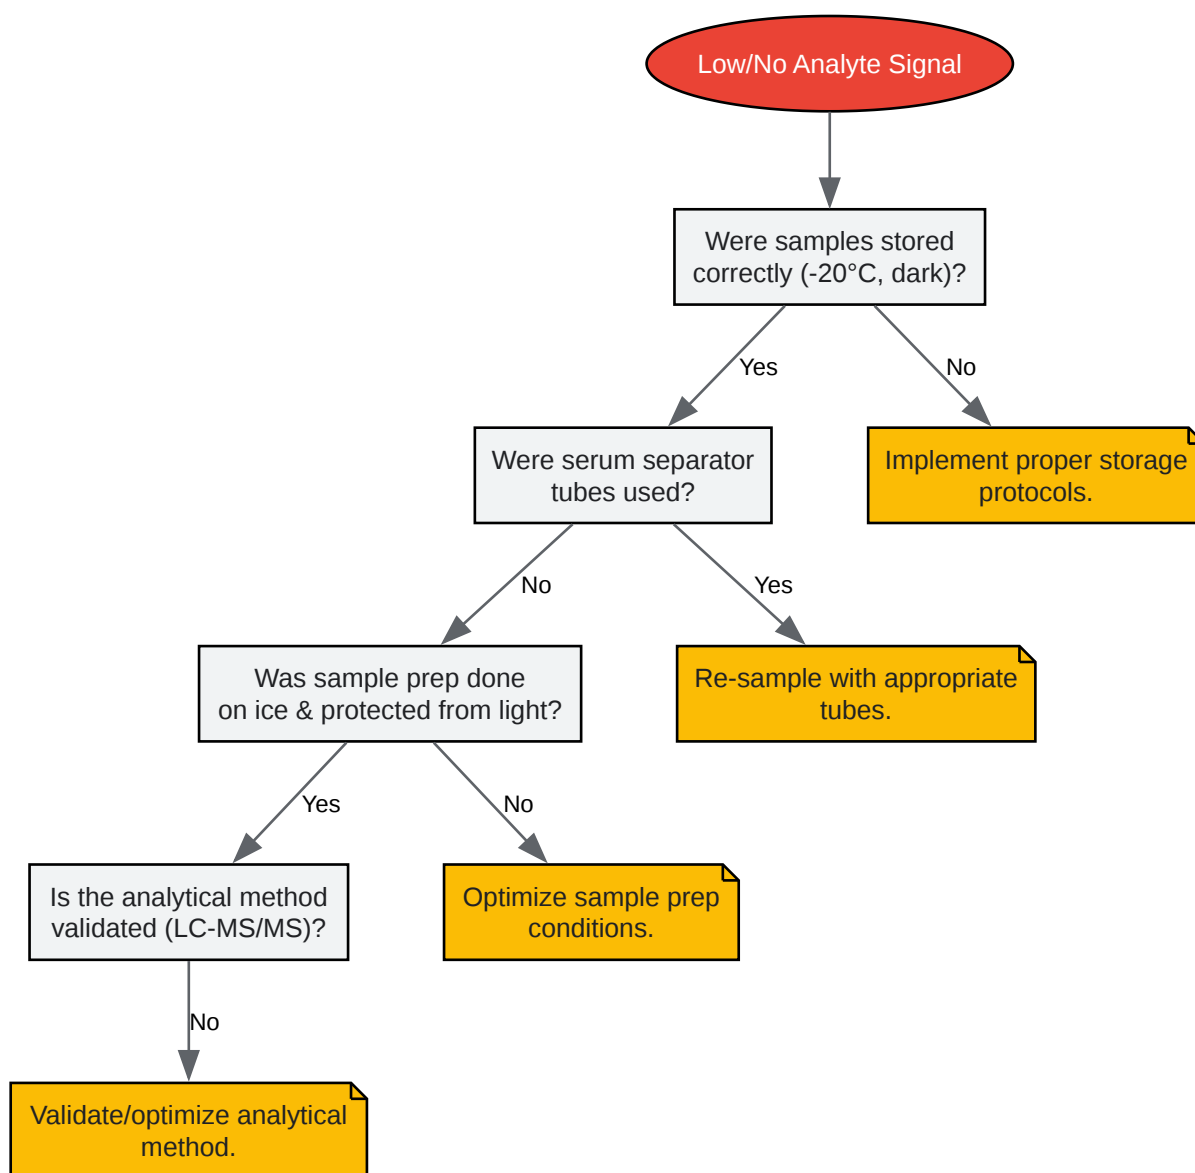 Low/No Analyte Signal
Were samples stored
correctly (-20°C, dark)?
Yes
No
Were serum separator
tubes used?
Implement proper storage
protocols.
No
Yes
Was sample prep done
on ice & protected from light?
Re-sample with appropriate
tubes.
Yes
No
Is the analytical method
validated (LC-MS/MS)?
Optimize sample prep
conditions.
No
Validate/optimize analytical
method.